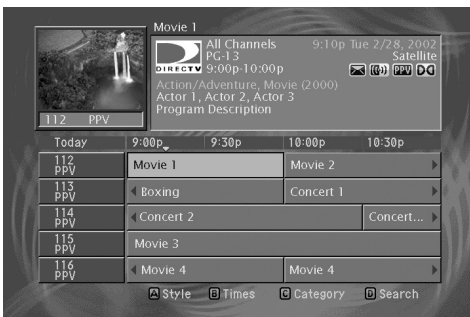 Movie 1
All Channels 9:10p Tue 2/28, 2002
PG-13 Satellite
DIRECTV 9:00p-10:00p PPV
Action/Adventure, Movie (2000)
Actor 1, Actor 2, Actor 3
Program Description
112 PPV
Today 9:00p 9:30p 10:00p 10:30p
112 PPV Movie 1 Movie 2
113 PPV Boxing Concert 1
114 PPV Concert 2 Concert...
115 PPV Movie 3
116 PPV Movie 4 Movie 4
A Style B Times C Category D Search